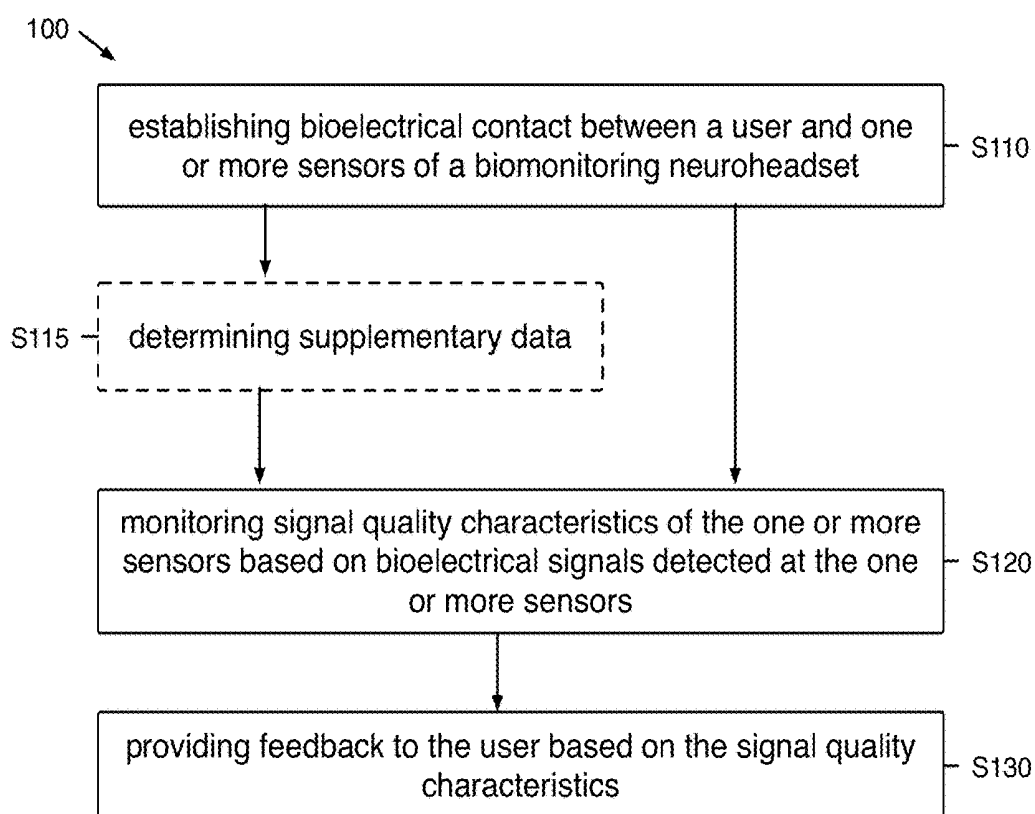 100
establishing bioelectrical contact between a user and one
or more sensors of a biomonitoring neuroheadset
S110
S115
determining supplementary data
monitoring signal quality characteristics of the one or more
sensors based on bioelectrical signals detected at the one
or more sensors
S120
providing feedback to the user based on the signal quality
characteristics
S130